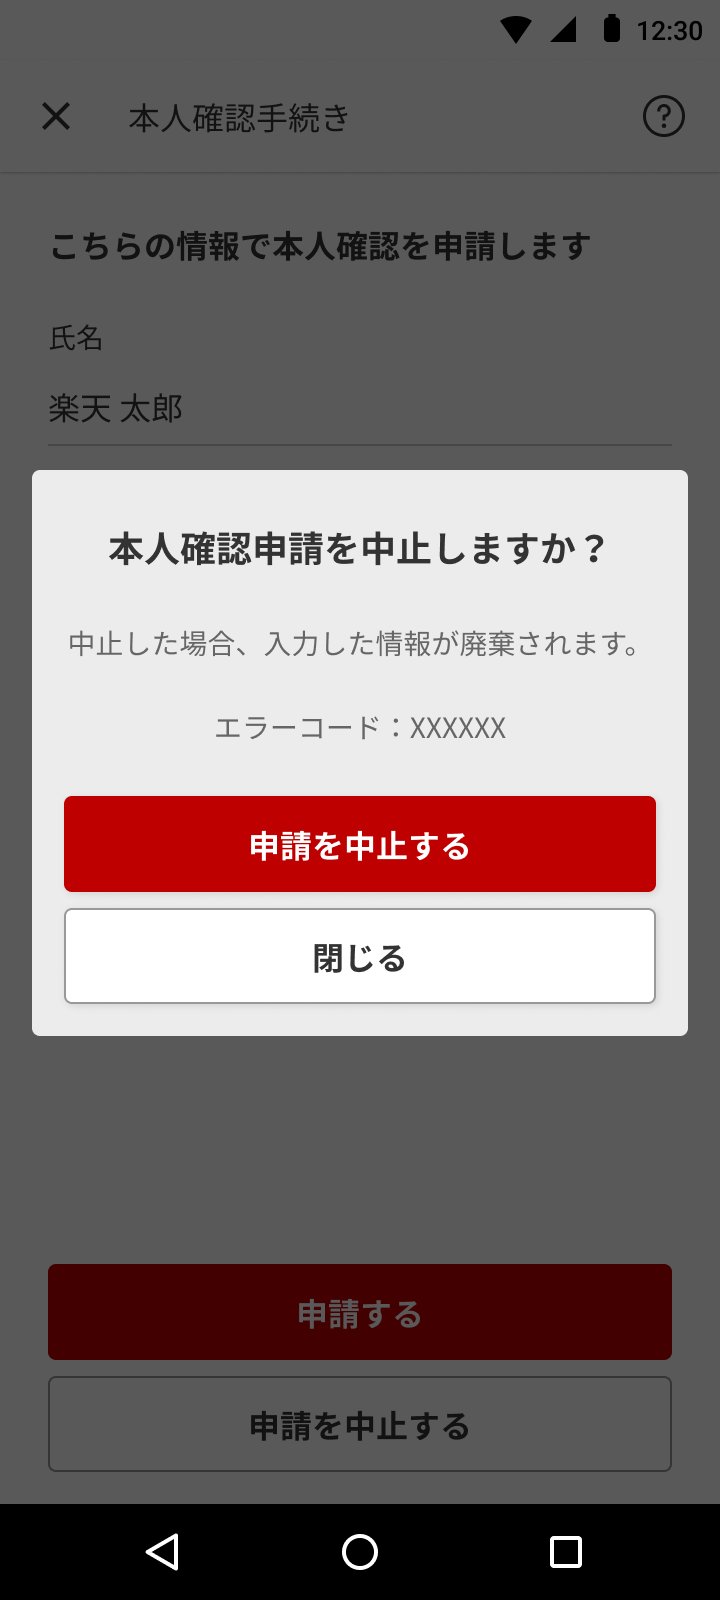 12:30
本人確認手続き
こちらの情報で本人確認を申請します
氏名
楽天 太郎
本人確認申請を中止しますか？
中止した場合、入力した情報が廃棄されます。
エラーコード：XXXXXX
申請を中止する
閉じる
申請する
申請を中止する